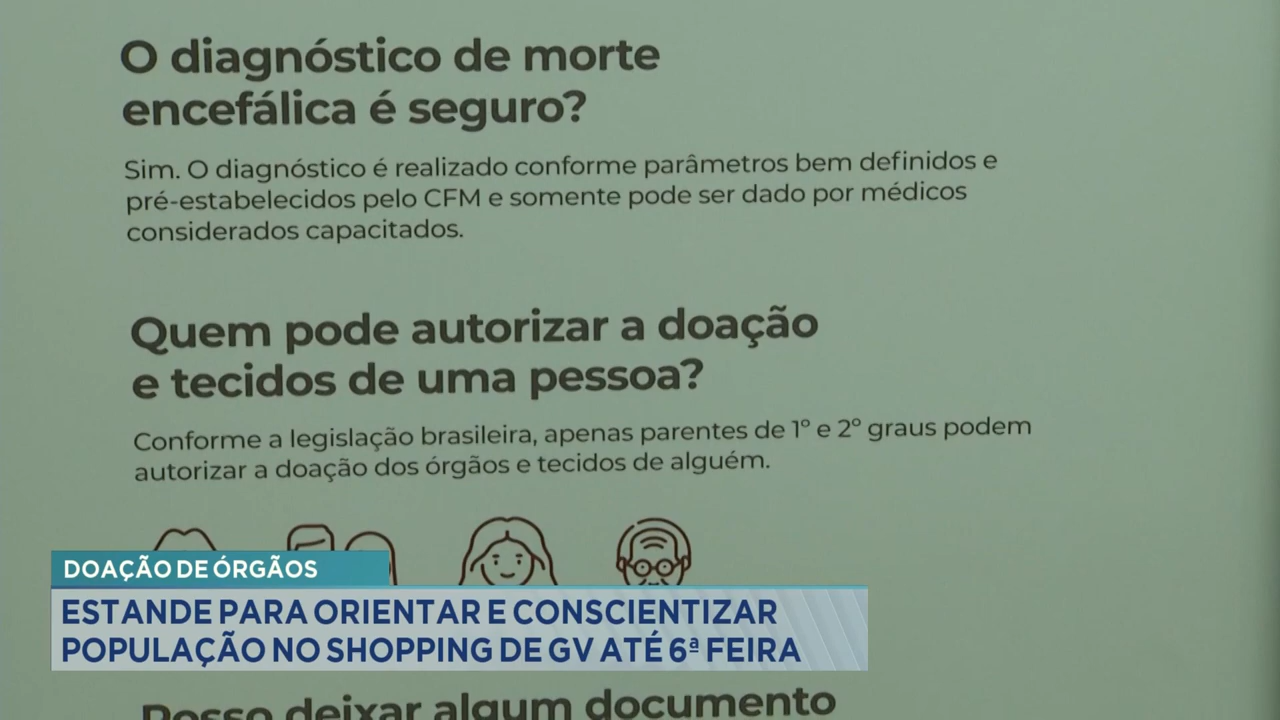 O diagnóstico de morte
encefálica é seguro?
Sim. O diagnóstico é realizado conforme parâmetros bem definidos e
pré-estabelecidos pelo CFM e somente pode ser dado por médicos
considerados capacitados.
Quem pode autorizar a doação
e tecidos de uma pessoa?
Conforme a legislação brasileira, apenas parentes de 1º e 2º graus podem
autorizar a doação dos órgãos e tecidos de alguém.
DOAÇÃO DE ÓRGÃOS
ESTANDE PARA ORIENTAR E CONSCIENTIZAR
POPULAÇÃO NO SHOPPING DE GV ATÉ 6ª FEIRA
Posso deixar algum documento